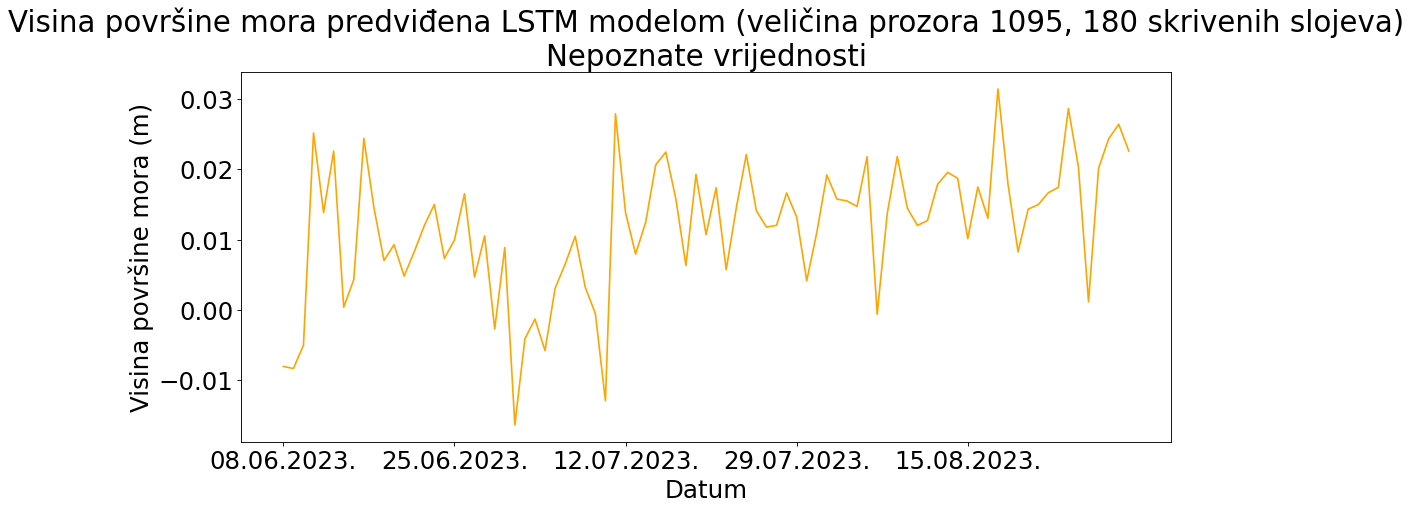 Visina površine mora predviđena LSTM modelom (veličina prozora 1095, 180 skrivenih slojeva)
Nepoznate vrijednosti
Visina površine mora (m)
0.03
0.02
0.01
0.00
−0.01
08.06.2023. 25.06.2023. 12.07.2023. 29.07.2023. 15.08.2023.
Datum